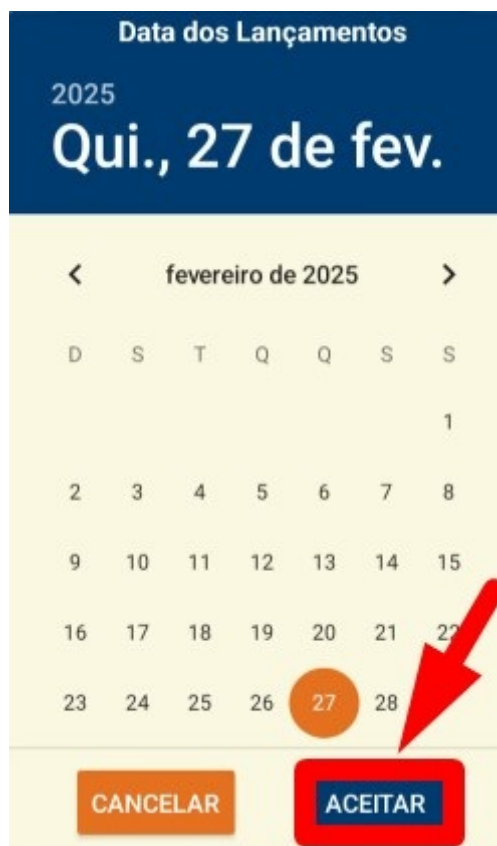 Data dos Lançamentos
2025
Qui., 27 de fev.
fevereiro de 2025
D S T Q Q S S
1
2 3 4 5 6 7 8
9 10 11 12 13 14 15
16 17 18 19 20 21 22
23 24 25 26 27 28
CANCELAR ACEITAR